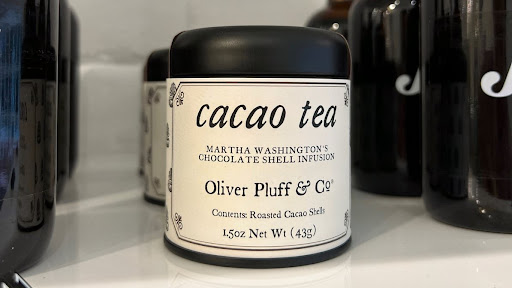 cacao tea
MARTHA WASHINGTON'S
CHOCOLATE SHELL INFUSION
Oliver Pluff & Co®
Contents: Roasted Cacao Shells
1.5oz Net Wt (43g)